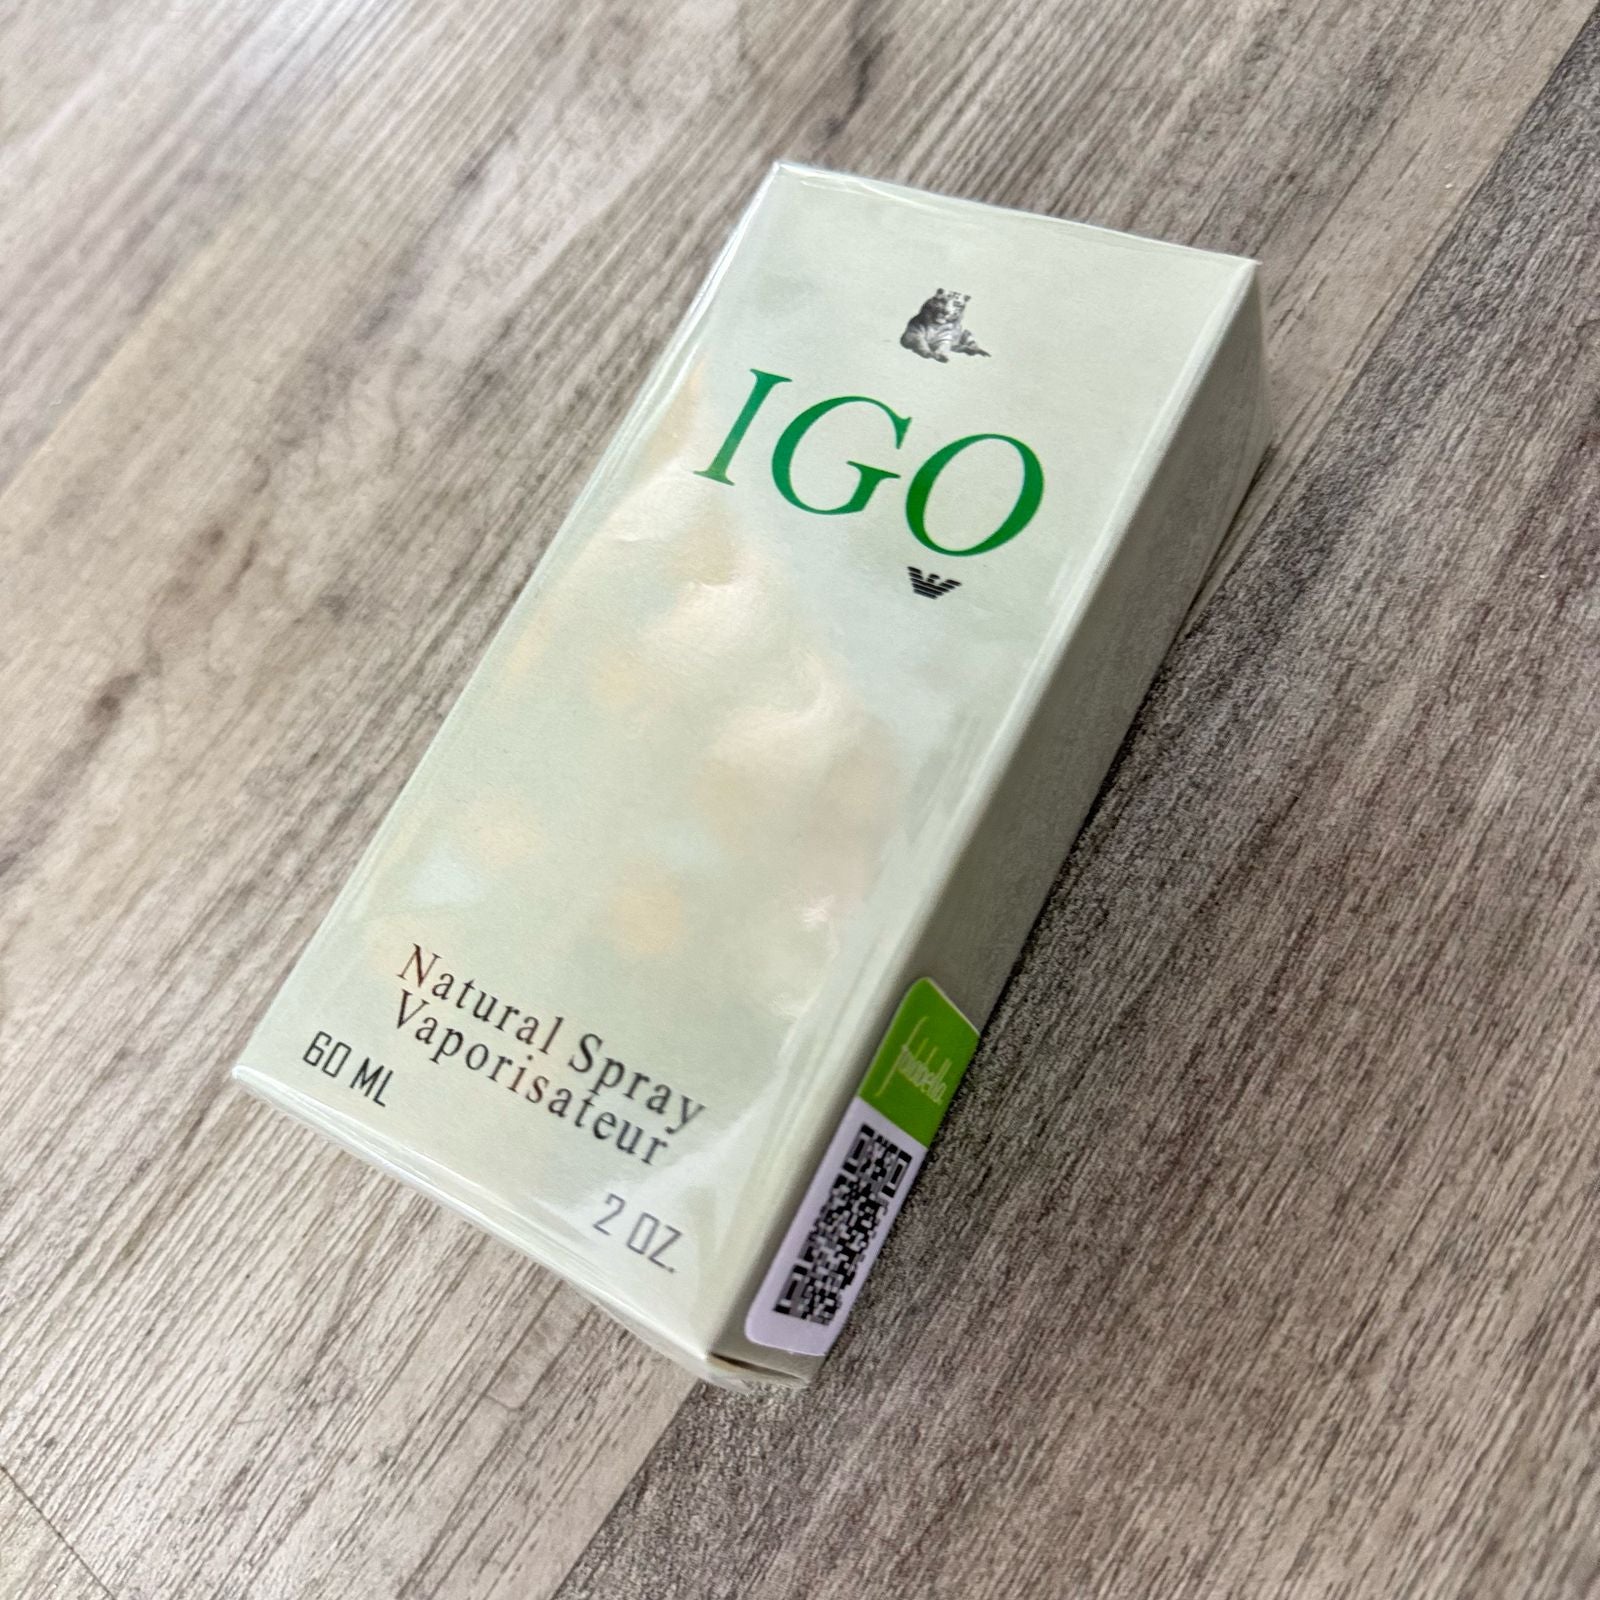 IGO
Natural Spray
Vaporisateur
60 ML
2 OZ.